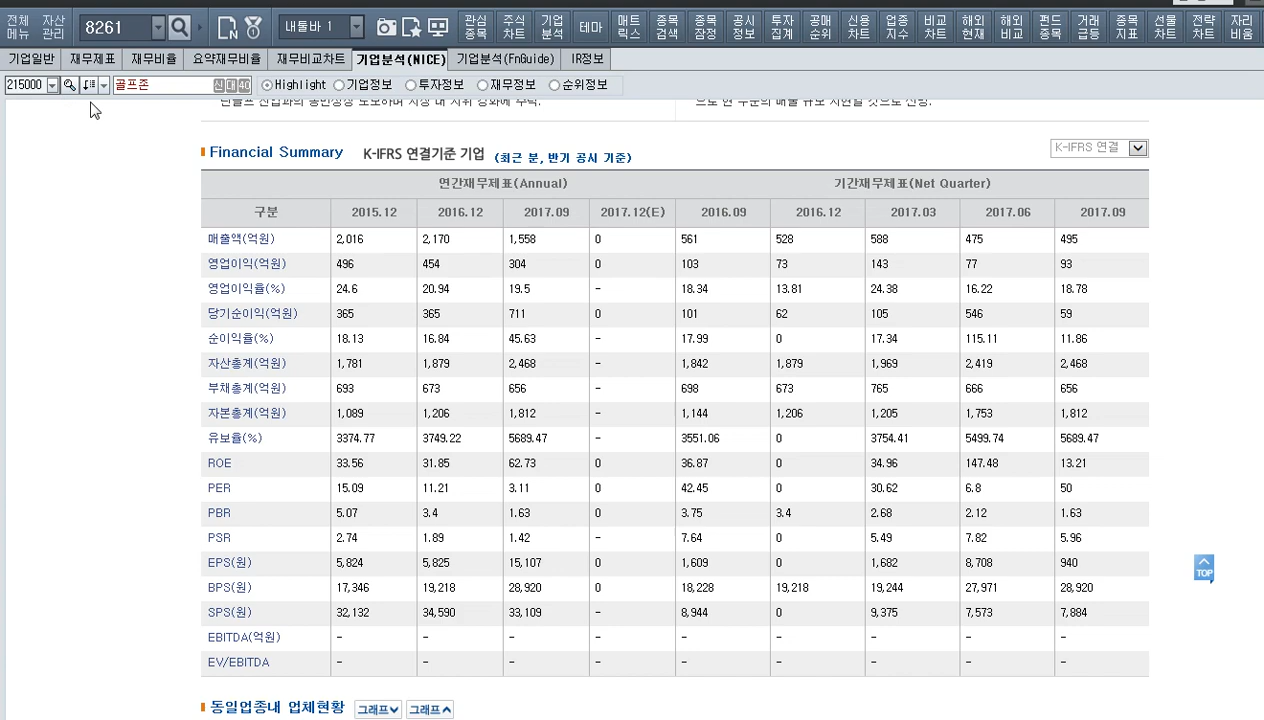 전체 자산 8261 내툴바 1 관심 주식 기업 테마 매트 종목 종목 공시 투자 공매 신용 업종 비교 해외 해외 펀드 거래 종목 선물 전략 자리
메뉴 관리 종목 차트 분석 릭스 검색 잠정 정보 집계 순위 차트 지수 차트 현재 비교 종목 급등 지표 차트 차트 비움
기업일반 재무제표 재무비율 요약재무비율 재무비교차트 기업분석(NICE) 기업분석(FnGuide) IR정보
215000 골프존 신 대 40 Highlight 기업정보 투자정보 재무정보 순위정보
으로 현 수준의 매출 규모 시현할 것으로 전망.
Financial Summary K-IFRS 연결기준 기업 (최근 분, 반기 공시 기준) K-IFRS 연결
연간재무제표(Annual) 기간재무제표(Net Quarter)
구분 2015.12 2016.12 2017.09 2017.12(E) 2016.09 2016.12 2017.03 2017.06 2017.09
매출액(억원) 2,016 2,170 1,558 0 561 528 588 475 495
영업이익(억원) 496 454 304 0 103 73 143 77 93
영업이익율(%) 24.6 20.94 19.5 - 18.34 13.81 24.38 16.22 18.78
당기순이익(억원) 365 365 711 0 101 62 105 546 59
순이익율(%) 18.13 16.84 45.63 - 17.99 0 17.34 115.11 11.86
자산총계(억원) 1,781 1,879 2,468 - 1,842 1,879 1,969 2,419 2,468
부채총계(억원) 693 673 656 - 698 673 765 666 656
자본총계(억원) 1,089 1,206 1,812 - 1,144 1,206 1,205 1,753 1,812
유보율(%) 3374.77 3749.22 5689.47 - 3551.06 0 3754.41 5499.74 5689.47
ROE 33.56 31.85 62.73 0 36.87 0 34.96 147.48 13.21
PER 15.09 11.21 3.11 0 42.45 0 30.62 6.8 50
PBR 5.07 3.4 1.63 0 3.75 3.4 2.68 2.12 1.63
PSR 2.74 1.89 1.42 - 7.64 0 5.49 7.82 5.96
EPS(원) 5,824 5,825 15,107 0 1,609 0 1,682 8,708 940
BPS(원) 17,346 19,218 28,920 0 18,228 19,218 19,244 27,971 28,920
SPS(원) 32,132 34,590 33,109 - 8,944 0 9,375 7,573 7,884
EBITDA(억원) - - - - - - - - -
EV/EBITDA - - - - - - - - -
TOP
동일업종내 업체현황 그래프 그래프